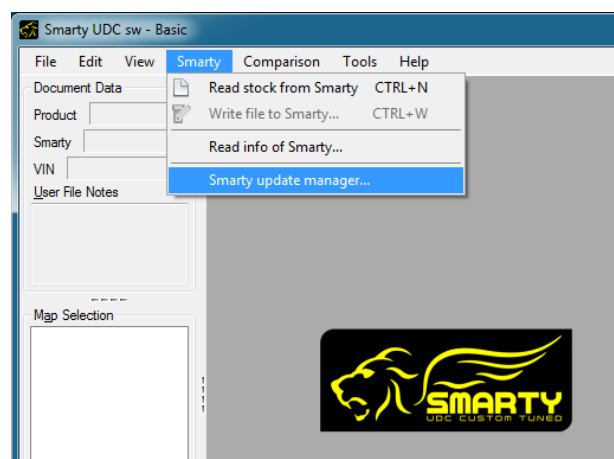 Smarty UDC sw - Basic
File Edit View Smarty Comparison Tools Help
Document Data
Product
Smarty
VIN
User File Notes
Read stock from Smarty CTRL+N
Write file to Smarty... CTRL+W
Read info of Smarty...
Smarty update manager...
Map Selection
SMARTY
UDC CUSTOM TUNED